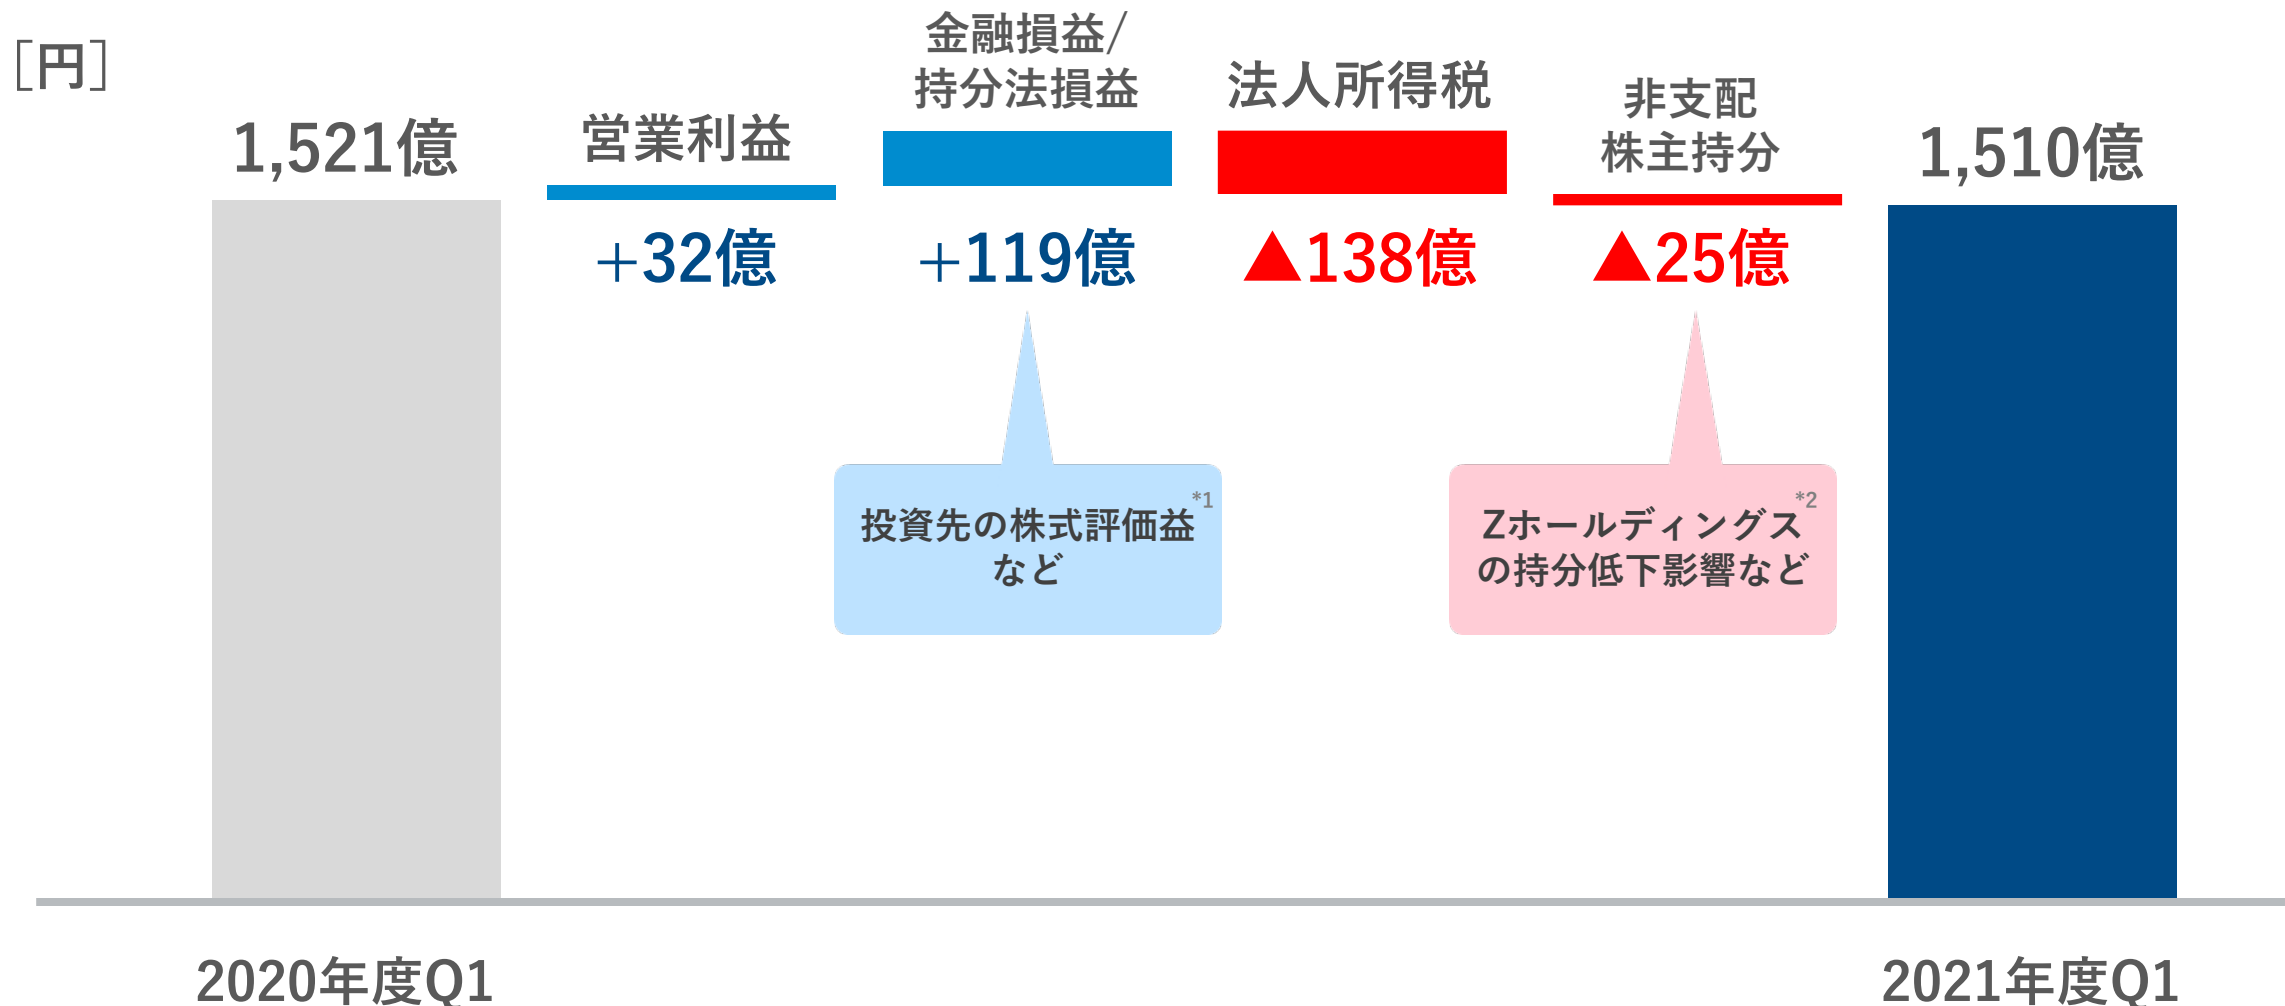 ［円］
1,521億
営業利益
+32億
金融損益/
持分法損益
+119億
法人所得税
▲138億
非支配
株主持分
▲25億
1,510億
投資先の株式評価益*1
など
Zホールディングス*2
の持分低下影響など
2020年度Q1
2021年度Q1